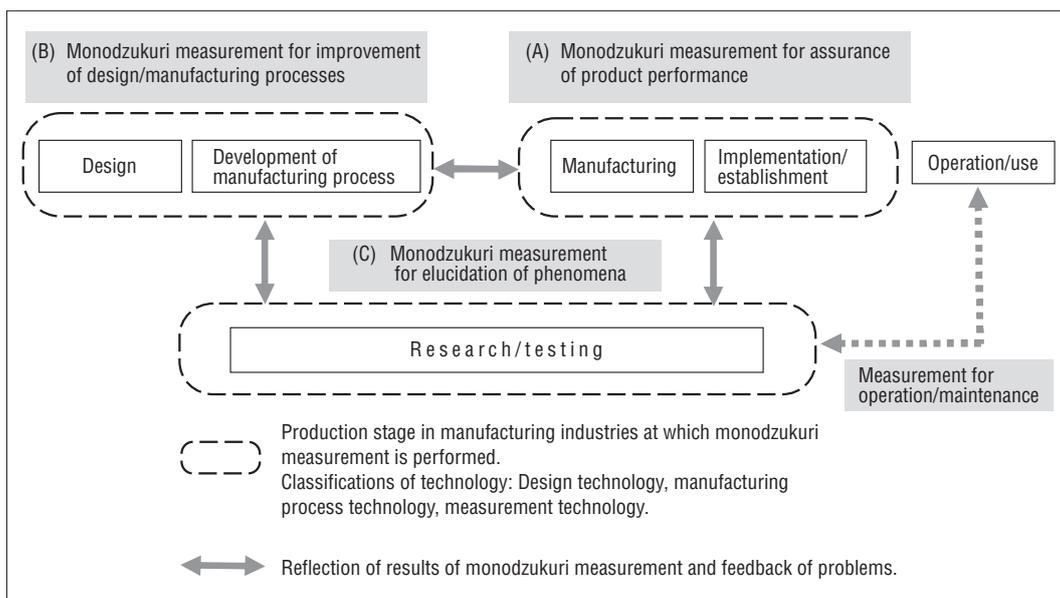 (B) Monodzukuri measurement for improvement
of design/manufacturing processes
(A) Monodzukuri measurement for assurance
of product performance
Design
Development of
manufacturing process
Manufacturing
Implementation/
establishment
Operation/use
(C) Monodzukuri measurement
for elucidation of phenomena
Research/testing
Measurement for
operation/maintenance
Production stage in manufacturing industries at which monodzukuri
measurement is performed.
Classifications of technology: Design technology, manufacturing
process technology, measurement technology.
Reflection of results of monodzukuri measurement and feedback of problems.